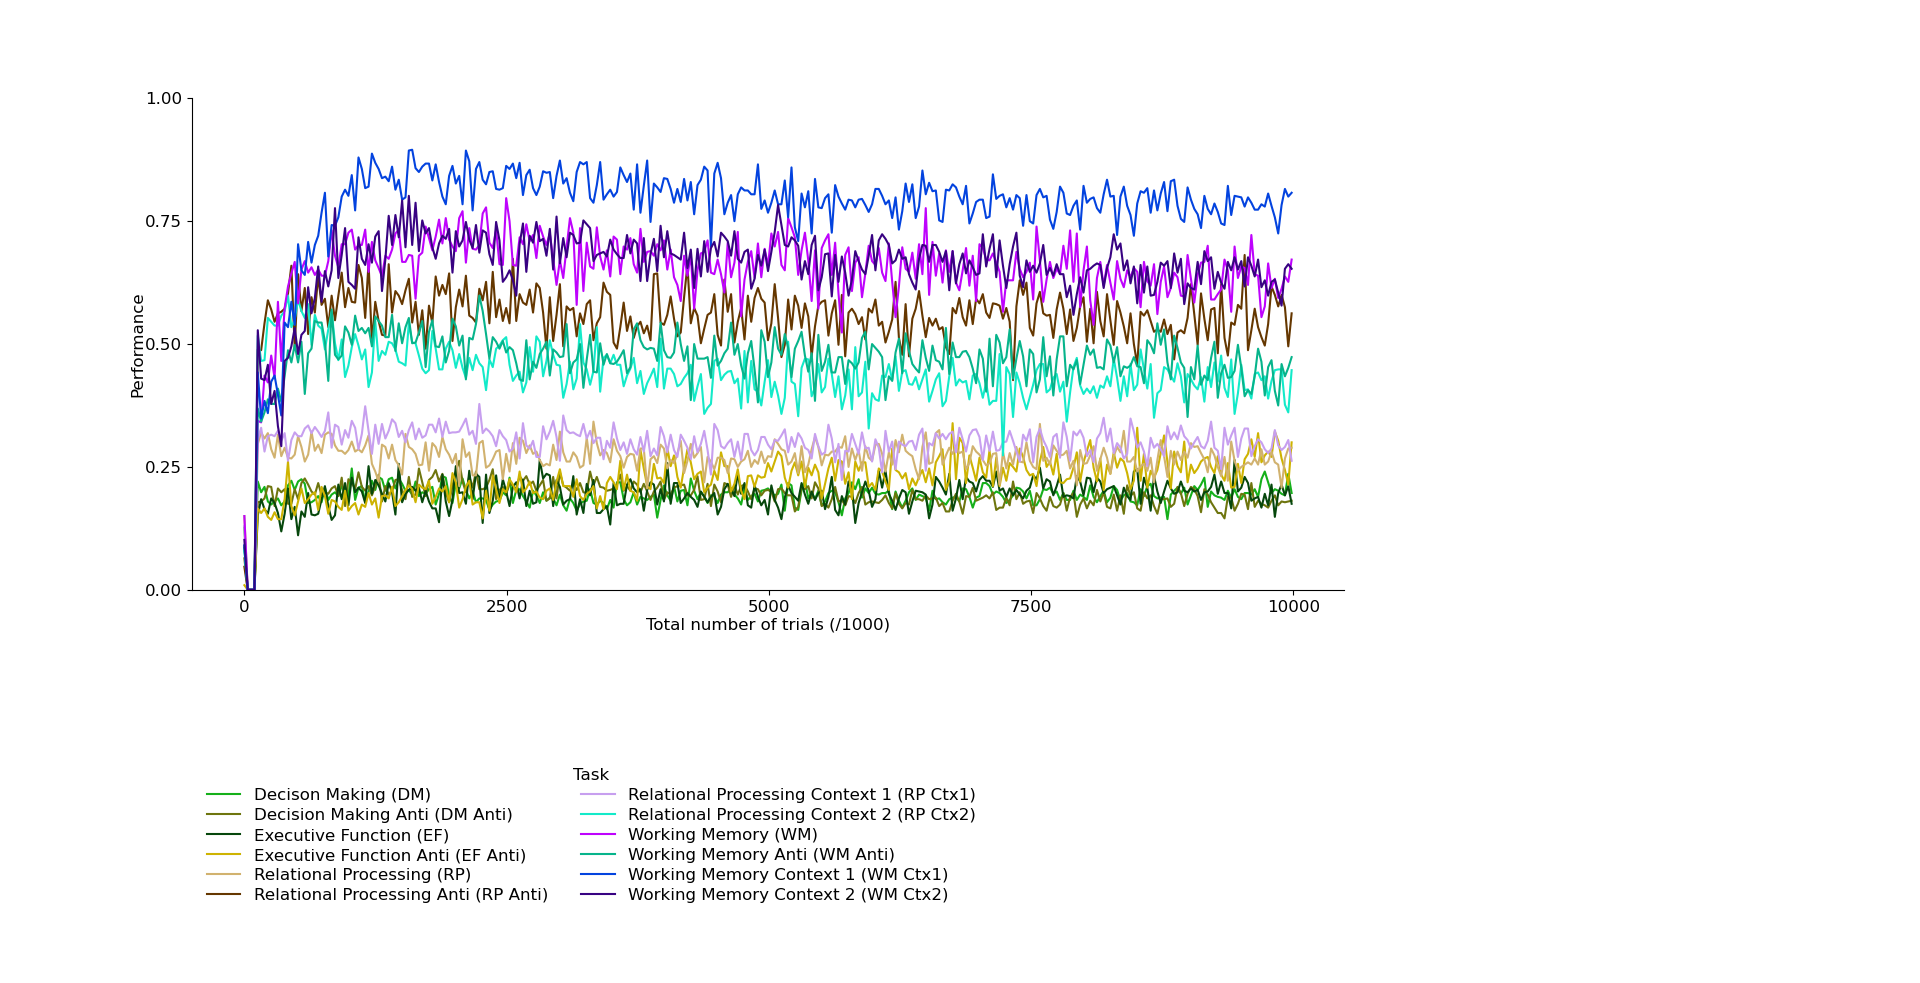 1.00
0.75
0.50
0.25
0.00
Performance
0
2500
5000
7500
10000
Total number of trials (/1000)
Task
Decison Making (DM)
Decision Making Anti (DM Anti)
Executive Function (EF)
Executive Function Anti (EF Anti)
Relational Processing (RP)
Relational Processing Anti (RP Anti)
Relational Processing Context 1 (RP Ctx1)
Relational Processing Context 2 (RP Ctx2)
Working Memory (WM)
Working Memory Anti (WM Anti)
Working Memory Context 1 (WM Ctx1)
Working Memory Context 2 (WM Ctx2)